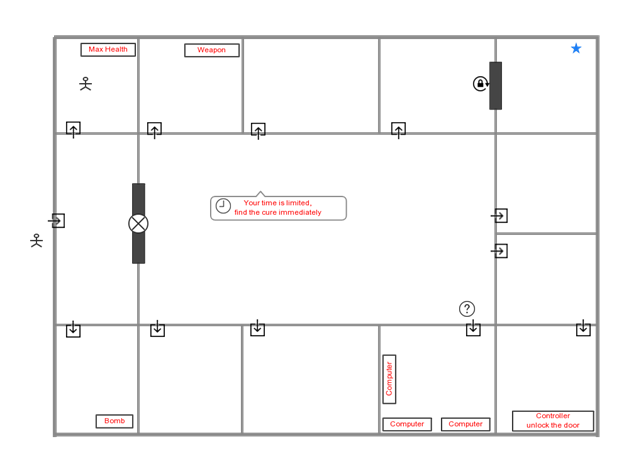 Max Health
Weapon
Your time is limited,
find the cure immediately
?
Computer
Computer
Computer
Bomb
Controller
unlock the door